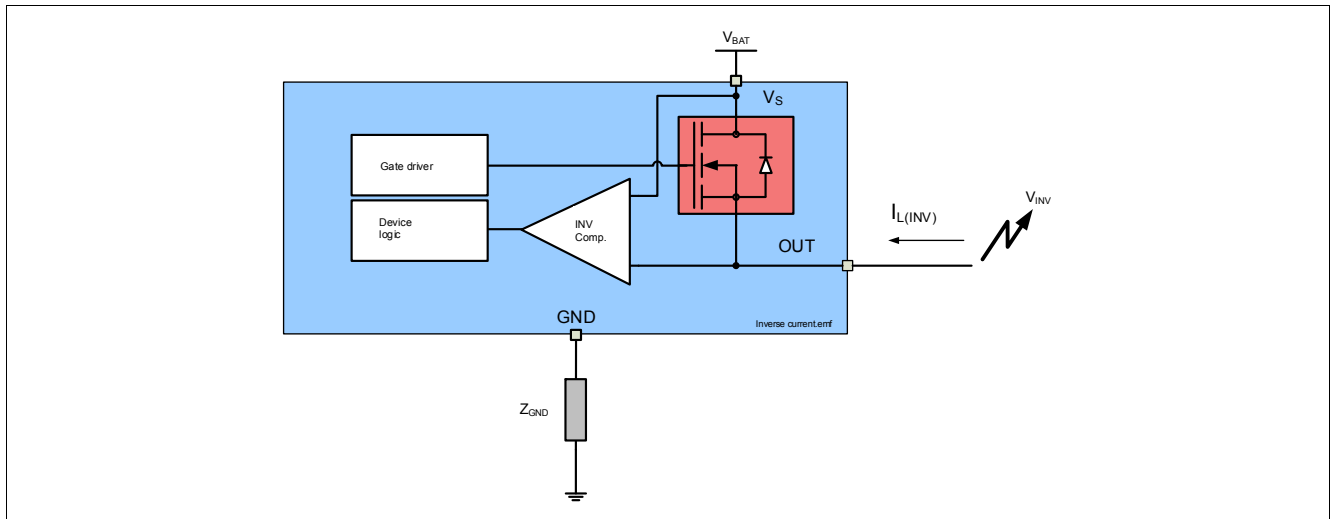 VBAT
VS
Gate driver
Device
logic
INV
Comp.
OUT
IL(INV)
VINV
GND
Inverse current.emf
ZGND